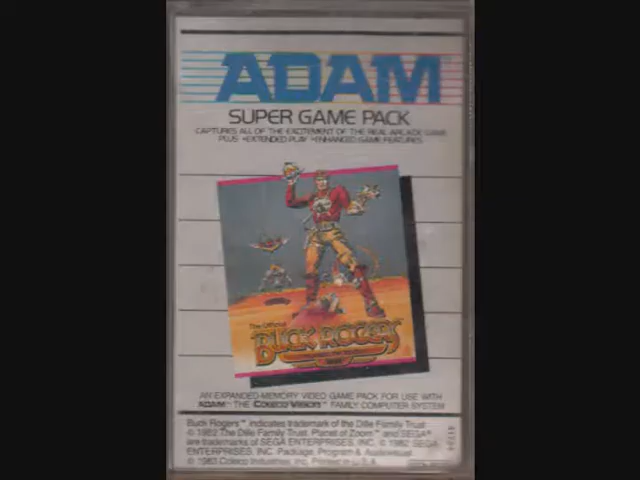 ADAM
SUPER GAME PACK
CAPTURES ALL OF THE EXCITEMENT OF THE REAL ARCADE GAME
PLUS •EXTENDED PLAY •ENHANCED GAME FEATURES
The Official
BUCK ROGERS
AN EXPANDED-MEMORY VIDEO GAME PACK FOR USE WITH
ADAM™ THE COLECOVISION™ FAMILY COMPUTER SYSTEM
Buck Rogers™ indicates trademark of the Dille Family Trust
© 1982 The Dille Family Trust. Planet of Zoom™ and SEGA®
are trademarks of SEGA ENTERPRISES, INC. © 1982 SEGA
ENTERPRISES, INC. Package, Program & Audiovisual
© 1983 Coleco Industries, Inc. Printed in U.S.A.